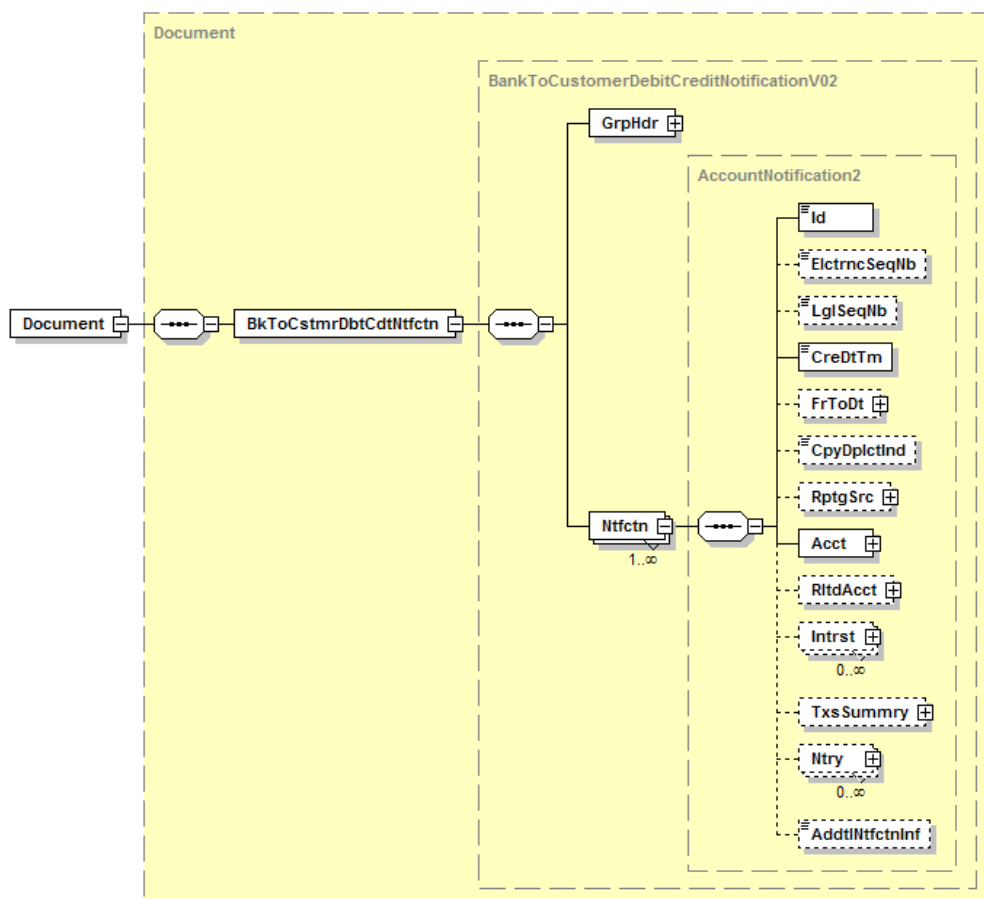 Document
BankToCustomerDebitCreditNotificationV02
GrpHdr
AccountNotification2
Id
ElctrncSeqNb
LglSeqNb
Document
BkToCstmrDbtCdtNtfctn
CreDtTm
FrToDt
CpyDplctInd
RptgSrc
Ntfctn
1..∞
Acct
RltdAcct
Intrst
0..∞
TxsSummry
Ntry
0..∞
AddtlNtfctnInf